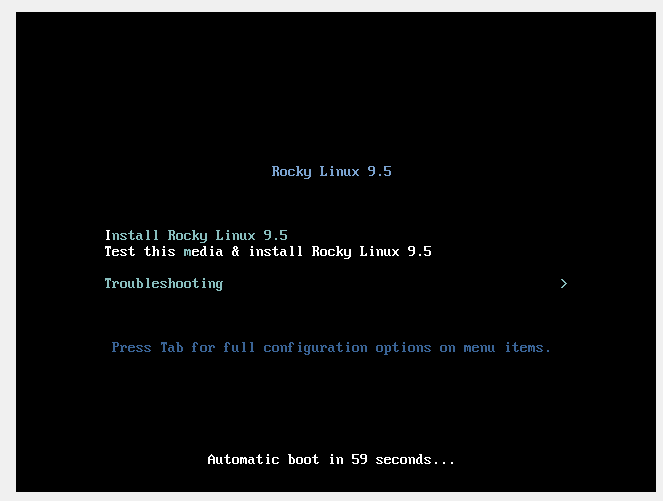 Rocky Linux 9.5
Install Rocky Linux 9.5
Test this media & install Rocky Linux 9.5
Troubleshooting >
Press Tab for full configuration options on menu items.
Automatic boot in 59 seconds...